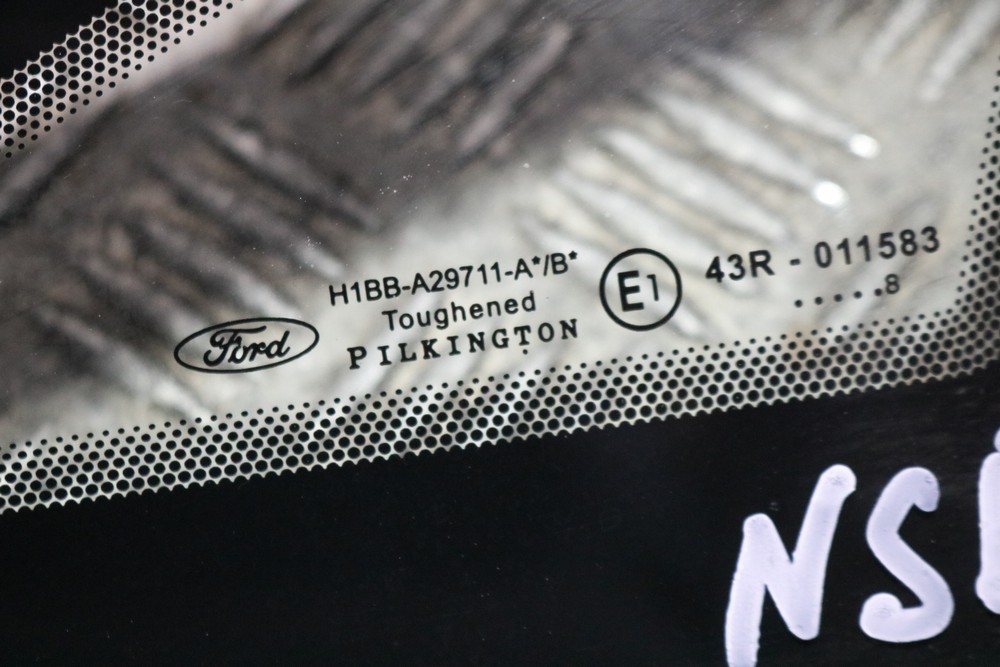 Ford
H1BB-A29711-A*/B*
Toughened
PILKINGTON
E1
43R - 011583
.....8
NS